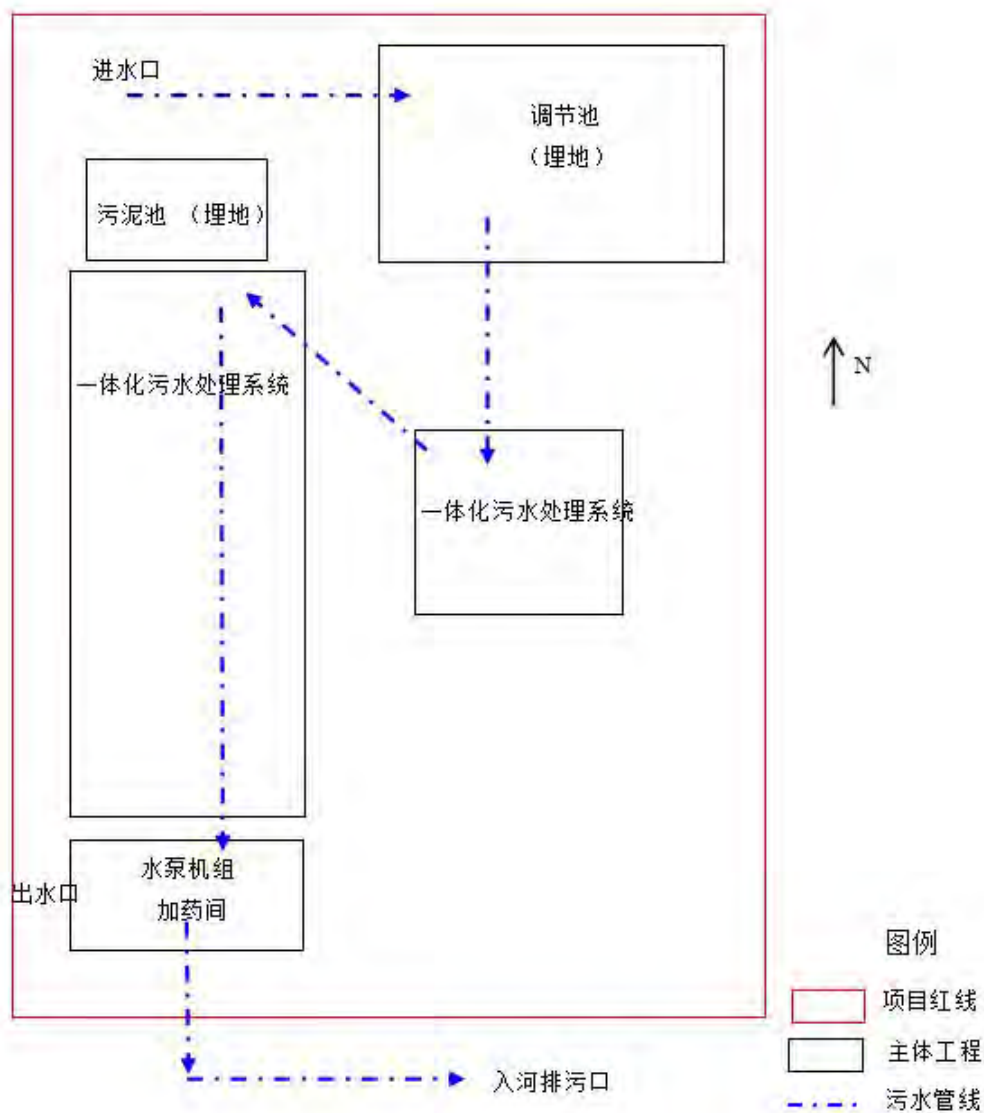 进水口
调节池
（埋地）
污泥池 （埋地）
一体化污水处理系统
N
一体化污水处理系统
水泵机组
加药间
出水口
入河排污口
图例
项目红线
主体工程
污水管线